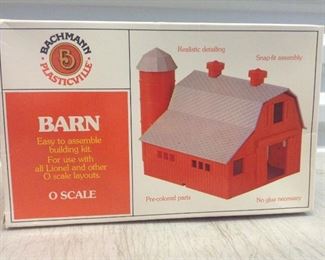 BACHMANN
PLASTICVILLE
BARN
Easy to assemble
building kit.
For use with
all Lionel and other
O scale layouts.
O SCALE
Realistic detailing
Snap-fit assembly
Pre-colored parts
No glue necessary